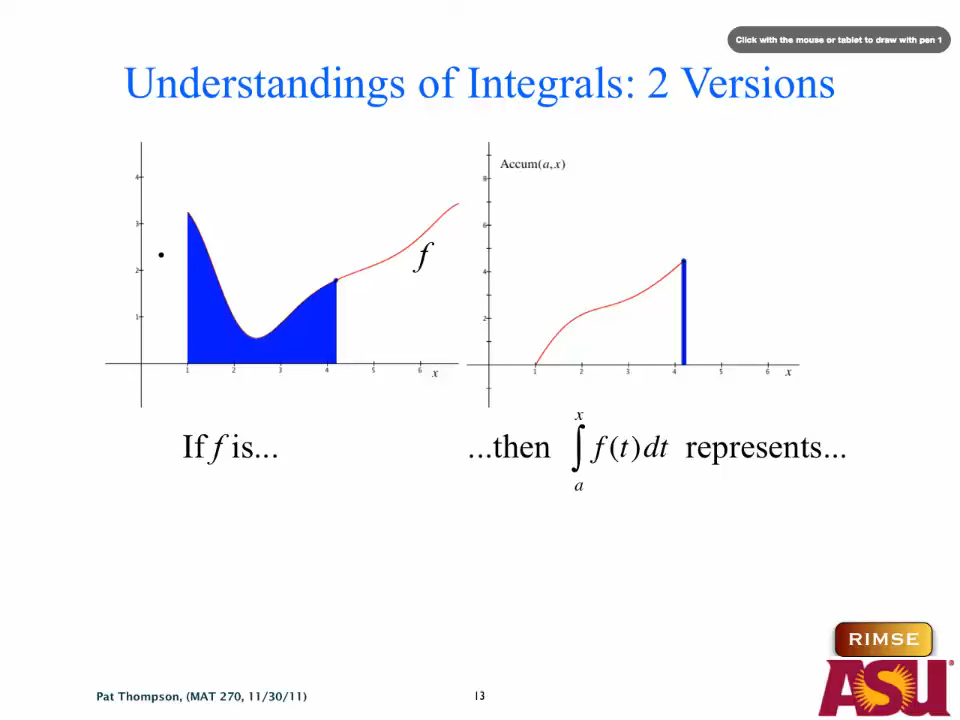 Click with the mouse or tablet to draw with pen 1
Understandings of Integrals: 2 Versions
4
3
2
1
1 2 3 4 5 6 x
f
Accum(a,x)
8
6
4
2
1 2 3 4 5 6 x
If f is...
...then ∫ₐˣ f(t)dt represents...
RIMSE
ASU®
Pat Thompson, (MAT 270, 11/30/11)
13